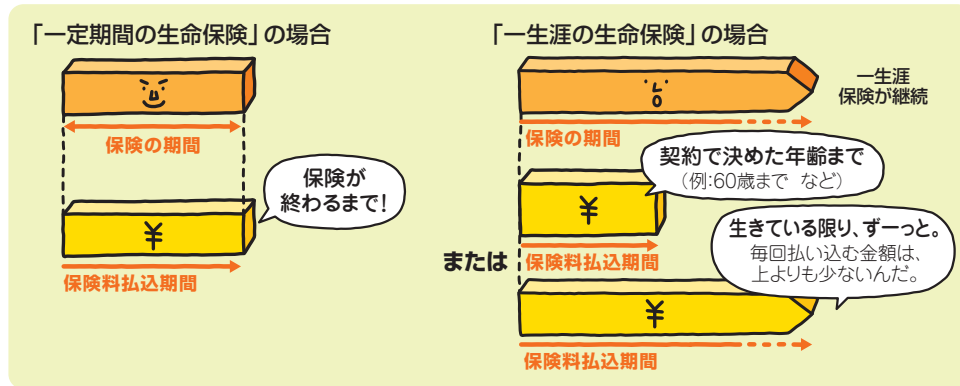 「一定期間の生命保険」の場合
保険の期間
保険が
終わるまで!
¥
保険料払込期間
「一生涯の生命保険」の場合
一生涯
保険が継続
保険の期間
契約で決めた年齢まで
(例:60歳まで など)
¥
保険料払込期間
または
生きている限り、ずーっと。
毎回払い込む金額は、
上よりも少ないんだ。
¥
保険料払込期間